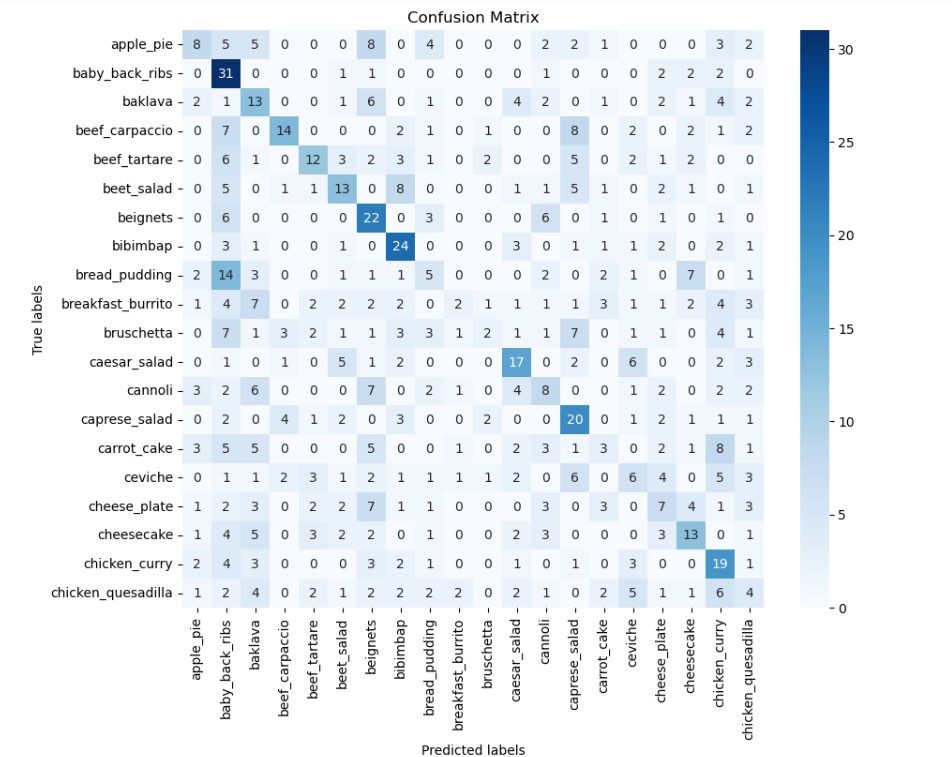 Confusion Matrix
apple_pie 8 5 5 0 0 0 8 0 4 0 0 0 2 2 1 0 0 0 3 2
baby_back_ribs 0 31 0 0 0 1 1 0 0 0 0 1 0 0 0 0 2 2 2 0
baklava 2 1 13 0 0 1 6 0 1 0 0 4 2 0 1 0 2 1 4 2
beef_carpaccio 0 7 0 14 0 0 0 2 1 0 1 0 0 8 0 2 0 2 1 2
beef_tartare 0 6 1 0 12 3 2 3 1 0 2 0 0 5 0 2 1 2 0 0
beet_salad 0 5 0 1 1 13 0 8 0 0 0 1 1 5 1 0 2 1 0 1
beignets 0 6 0 0 0 0 22 0 3 0 0 0 6 0 1 0 1 0 1 0
bibimbap 0 3 1 0 0 1 0 24 0 0 0 3 0 1 1 1 2 0 2 1
bread_pudding 2 14 3 0 0 1 1 1 5 0 0 0 2 0 2 1 0 7 0 1
breakfast_burrito 1 4 7 0 2 2 2 2 0 2 1 1 1 1 3 1 1 2 4 3
bruschetta 0 7 1 3 2 1 1 3 3 1 2 1 1 7 0 1 1 0 4 1
caesar_salad 0 1 0 1 0 5 1 2 0 0 0 17 0 2 0 6 0 0 2 3
cannoli 3 2 6 0 0 0 7 0 2 1 0 4 8 0 0 1 2 0 2 2
caprese_salad 0 2 0 4 1 2 0 3 0 0 2 0 0 20 0 1 2 1 1 1
carrot_cake 3 5 5 0 0 0 5 0 0 1 0 2 3 1 3 0 2 1 8 1
ceviche 0 1 1 2 3 1 2 1 1 1 1 2 0 6 0 6 4 0 5 3
cheese_plate 1 2 3 0 2 2 7 1 1 0 0 0 3 0 3 0 7 4 1 3
cheesecake 1 4 5 0 3 2 2 0 1 0 0 2 3 0 0 0 3 13 0 1
chicken_curry 2 4 3 0 0 0 3 2 1 0 0 1 0 1 0 3 0 0 19 1
chicken_quesadilla 1 2 4 0 2 1 2 2 2 2 0 2 1 0 2 5 1 1 6 4
apple_pie
baby_back_ribs
baklava
beef_carpaccio
beef_tartare
beet_salad
beignets
bibimbap
bread_pudding
breakfast_burrito
bruschetta
caesar_salad
cannoli
caprese_salad
carrot_cake
ceviche
cheese_plate
cheesecake
chicken_curry
chicken_quesadilla
True labels
Predicted labels
30
25
20
15
10
5
0